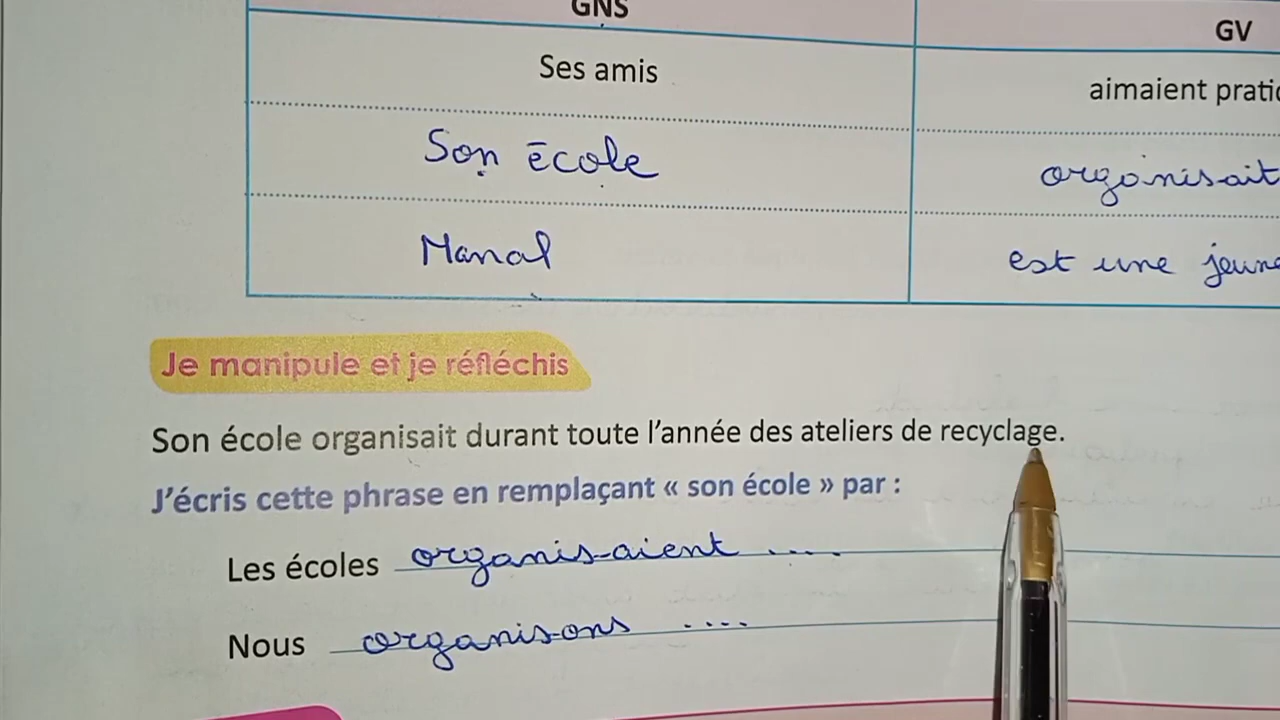 GNS
GV
Ses amis
aimaient pratic
Son école
organisait
Manal
est une jeune
Je manipule et je réfléchis
Son école organisait durant toute l'année des ateliers de recyclage.
J'écris cette phrase en remplaçant « son école » par :
Les écoles organis-aient ....
Nous organis-ons ....